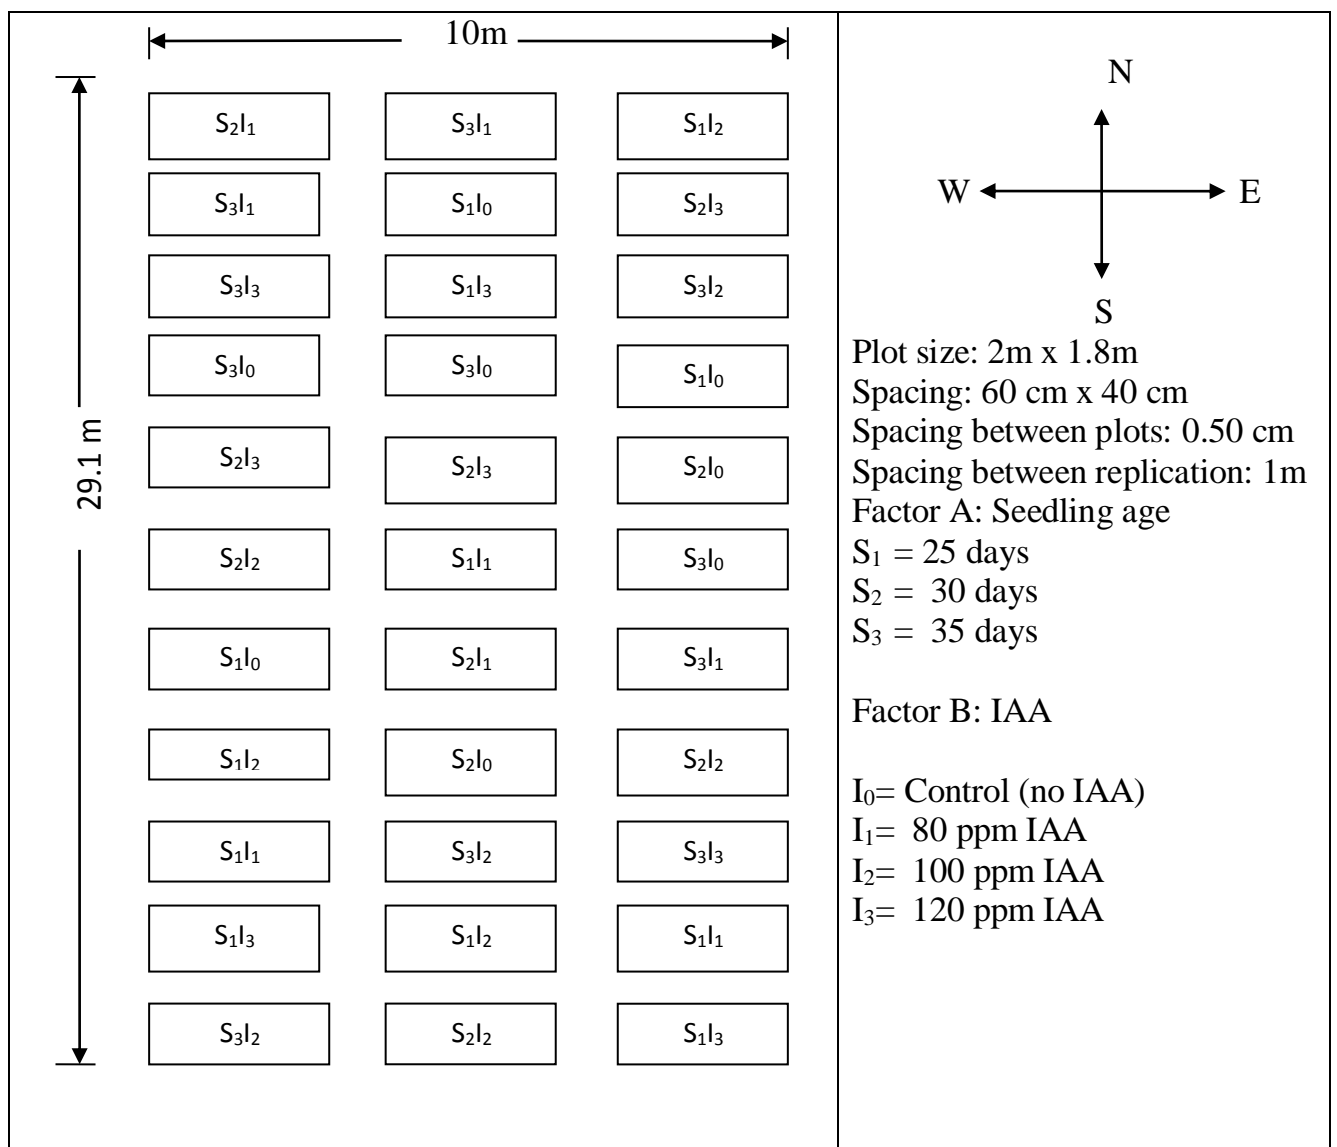 10m
29.1 m
S₂I₁ S₃I₁ S₁I₂
S₃I₁ S₁I₀ S₂I₃
S₃I₃ S₁I₃ S₃I₂
S₃I₀ S₃I₀ S₁I₀
S₂I₃ S₂I₃ S₂I₀
S₂I₂ S₁I₁ S₃I₀
S₁I₀ S₂I₁ S₃I₁
S₁I₂ S₂I₀ S₂I₂
S₁I₁ S₃I₂ S₃I₃
S₁I₃ S₁I₂ S₁I₁
S₃I₂ S₂I₂ S₁I₃
N
W E
S
Plot size: 2m x 1.8m
Spacing: 60 cm x 40 cm
Spacing between plots: 0.50 cm
Spacing between replication: 1m
Factor A: Seedling age
S₁ = 25 days
S₂ = 30 days
S₃ = 35 days
Factor B: IAA
I₀= Control (no IAA)
I₁= 80 ppm IAA
I₂= 100 ppm IAA
I₃= 120 ppm IAA